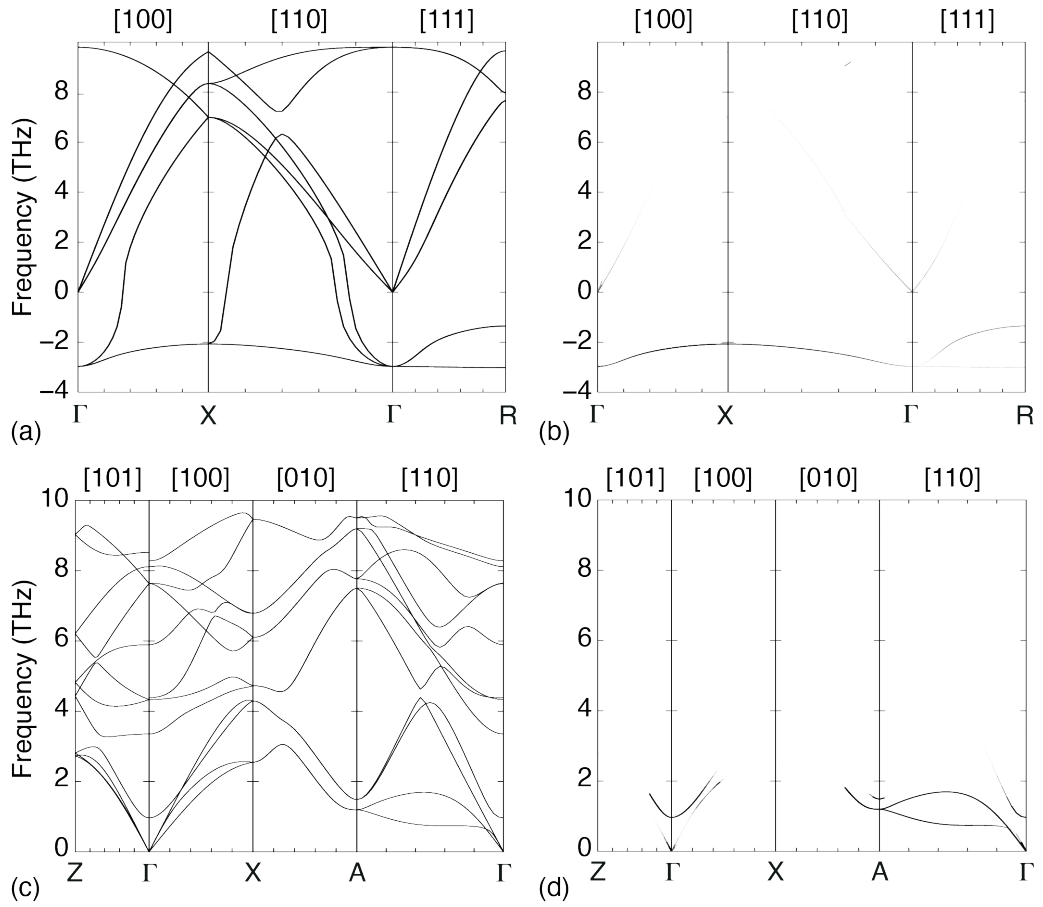 [100] [110] [111]
Frequency (THz)
8
6
4
2
0
−2
−4
Γ X Γ R
(a)
[100] [110] [111]
8
6
4
2
0
−2
−4
Γ X Γ R
(b)
[101] [100] [010] [110]
Frequency (THz)
10
8
6
4
2
0
Z Γ X A Γ
(c)
[101] [100] [010] [110]
10
8
6
4
2
0
Z Γ X A Γ
(d)